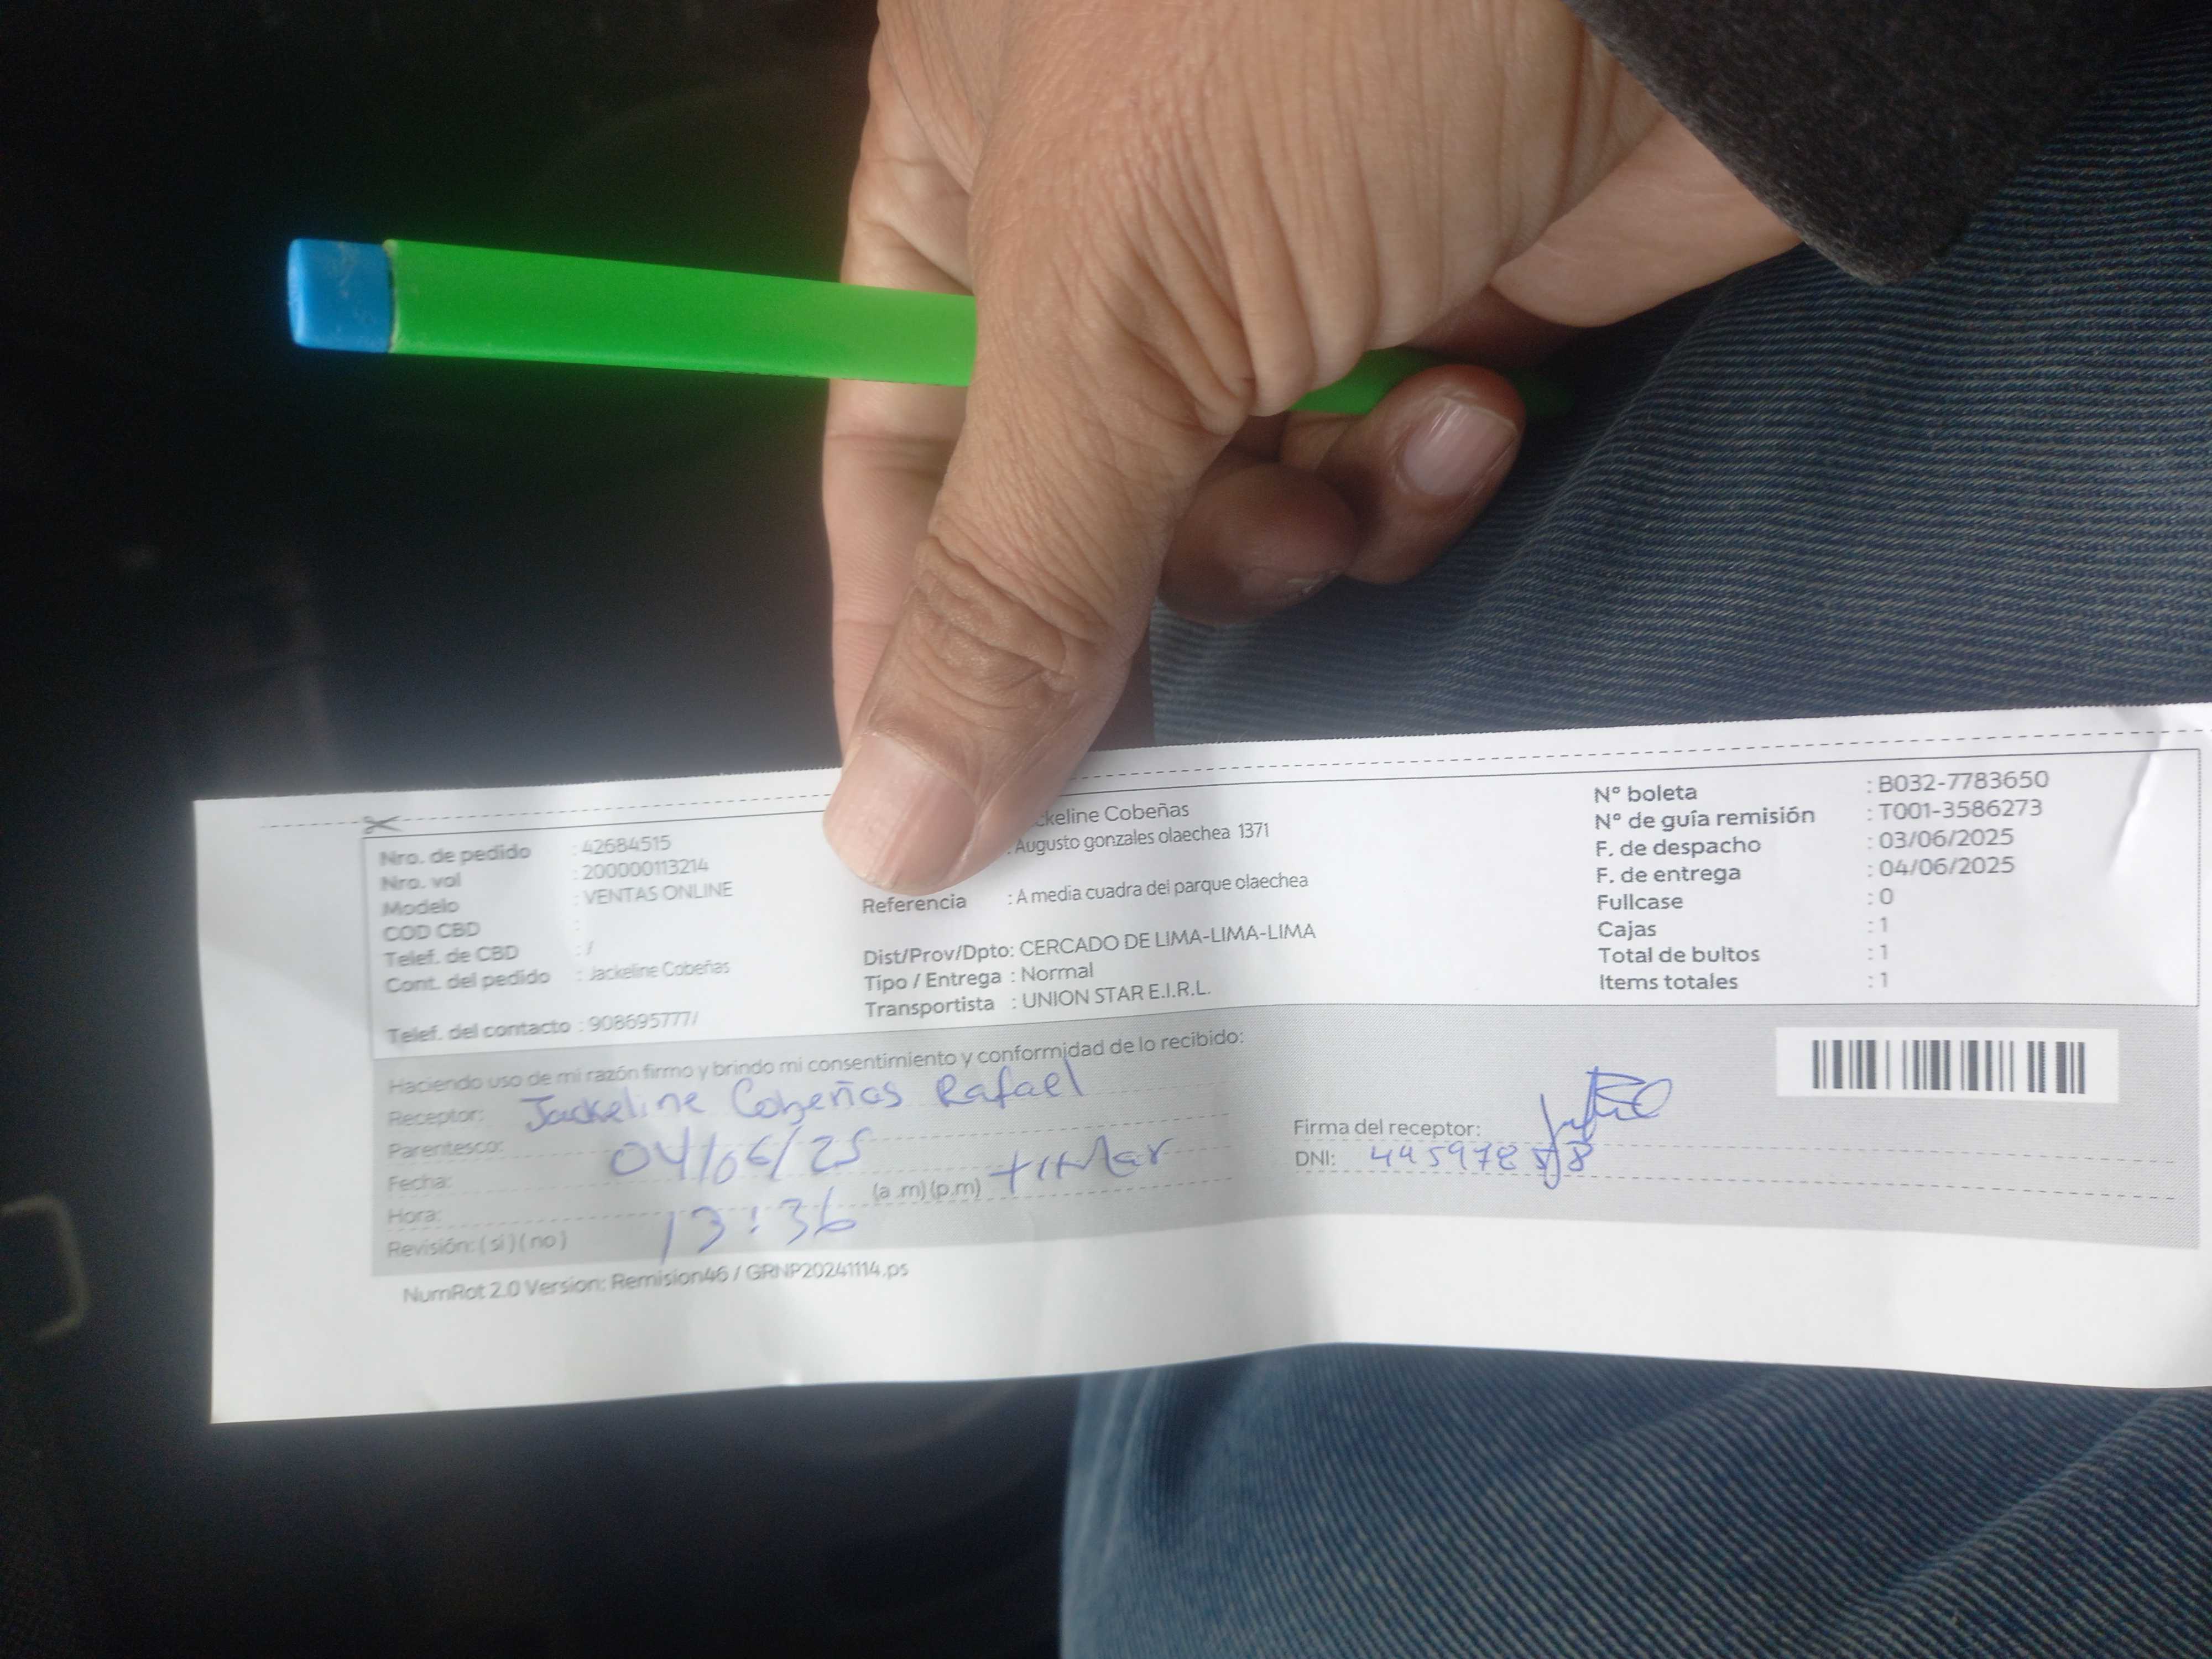 Nro. de pedido : 42684515
Nro. vol : 200000113214
Modelo : VENTAS ONLINE
COD CBD :
Telef. de CBD : /
Cont. del pedido : Jackeline Cobeñas
Telef. del contacto : 908695777/
ckeline Cobeñas
: Augusto gonzales olaechea 1371
Referencia : A media cuadra del parque olaechea
Dist/Prov/Dpto: CERCADO DE LIMA-LIMA-LIMA
Tipo / Entrega : Normal
Transportista : UNION STAR E.I.R.L.
N° boleta : B032-7783650
N° de guía remisión : T001-3586273
F. de despacho : 03/06/2025
F. de entrega : 04/06/2025
Fullcase : 0
Cajas : 1
Total de bultos : 1
Items totales : 1
Haciendo uso de mi razón firmo y brindo mi consentimiento y conformidad de lo recibido:
Receptor: Jackeline Cobeñas Rafael
Parentesco:
Fecha: 04/06/25
Hora: 13:36 (a .m) (p.m)
Revisión: ( si ) ( no )
Firma del receptor:
DNI:
NumRot 2.0 Version: Remision46 / GRNP20241114.ps